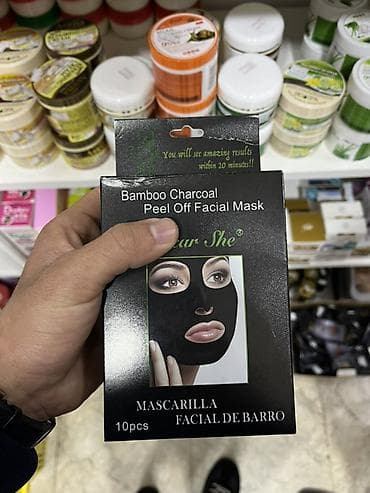 You will see amazing results
within 20 minutes!!
Bamboo Charcoal
Peel Off Facial Mask
She®
MASCARILLA
FACIAL DE BARRO
10pcs